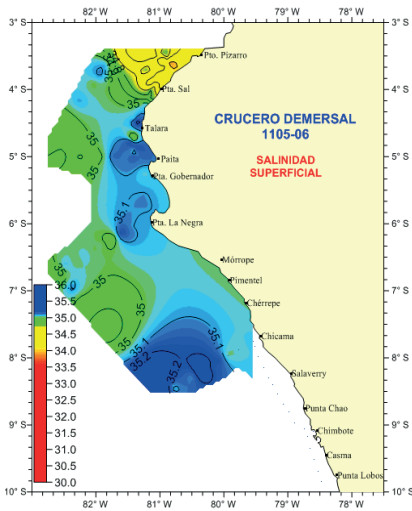 82° W 81° W 80° W 79° W 78° W
3° S 3° S
Pto. Pizarro
4° S 4° S
Pta. Sal
35
CRUCERO DEMERSAL
1105-06
Talara
5° S 5° S
Paita
35
SALINIDAD
SUPERFICIAL
Pta. Gobernador
35.1
6° S 6° S
Pta. La Negra
Mórrope
35
7° S 7° S
Pimentel
Chérrepe
35
35
Chicama
35
35.1
35.1
35.2
35.2
8° S 8° S
Salaverry
Punta Chao
9° S 9° S
Chimbote
Casma
Punta Lobos
10° S 10° S
36.0
35.5
35.0
34.5
34.0
33.5
33.0
32.5
32.0
31.5
31.0
30.5
30.0
82° W 81° W 80° W 79° W 78° W